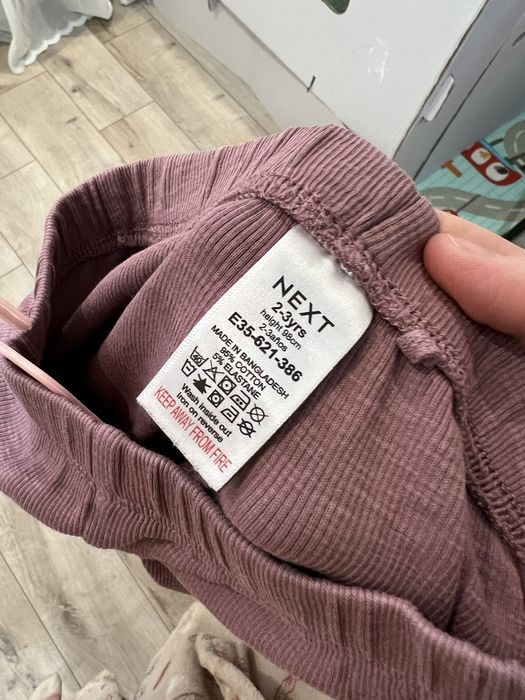 NEXT
2-3yrs
height 98cm
2-3años
E35-621-386
MADE IN BANGLADESH
95% COTTON
5% ELASTANE
Wash inside out
iron on reverse
KEEP AWAY FROM FIRE